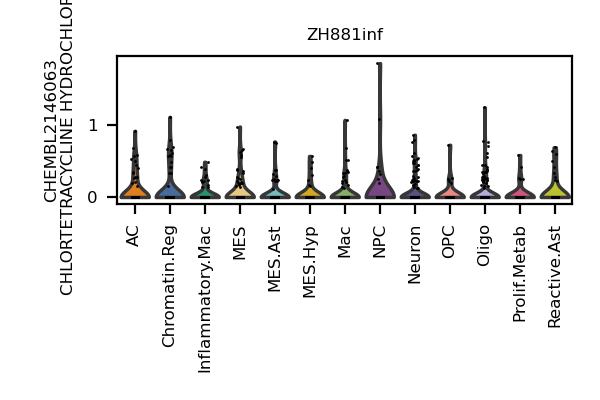 ZH881inf
CHEMBL2146063
CHLORTETRACYCLINE HYDROCHLOR
1
0
AC
Chromatin.Reg
Inflammatory.Mac
MES
MES.Ast
MES.Hyp
Mac
NPC
Neuron
OPC
Oligo
Prolif.Metab
Reactive.Ast